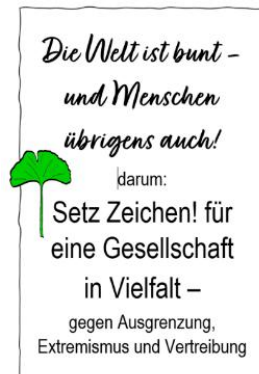 Die Welt ist bunt –
und Menschen
übrigens auch!
darum:
Setz Zeichen! für
eine Gesellschaft
in Vielfalt –
gegen Ausgrenzung,
Extremismus und Vertreibung